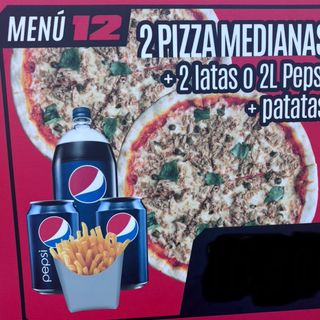 MENÚ 12
2 PIZZA MEDIANAS
+ 2 latas o 2L Peps
+ patatas
pepsi